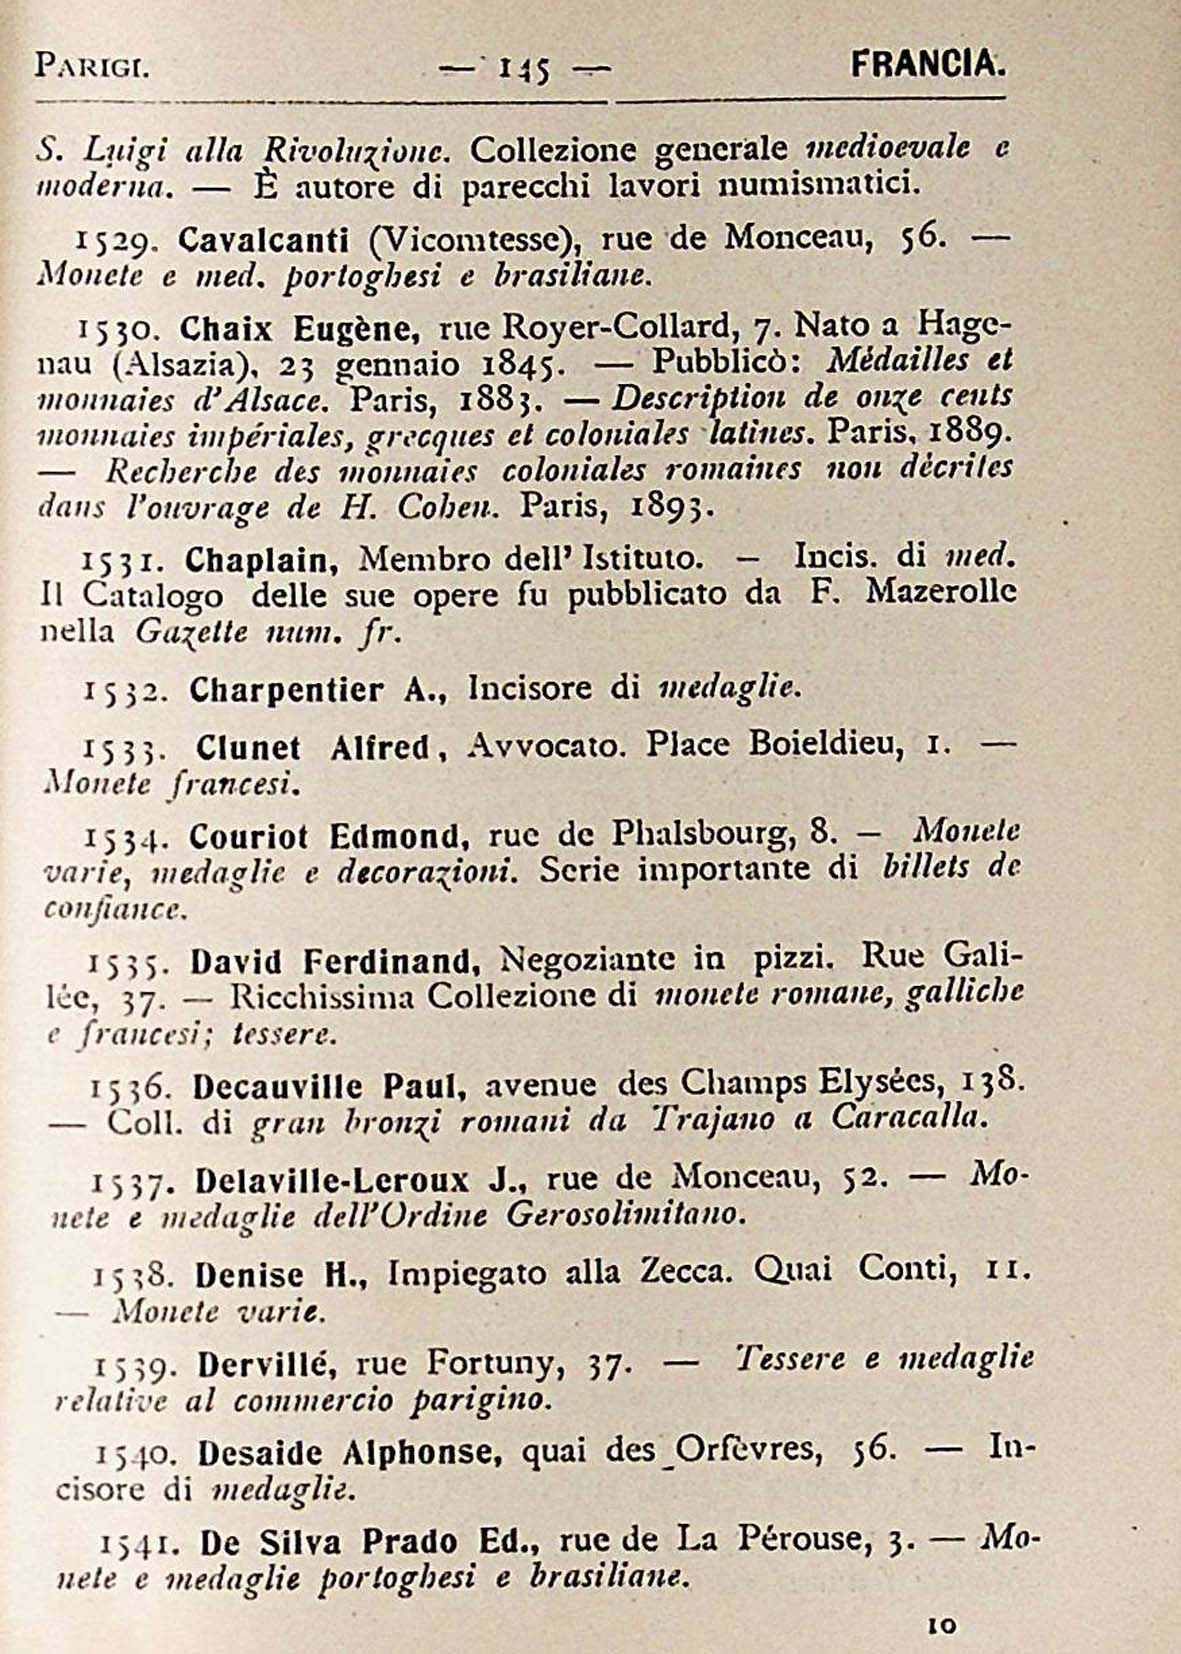 PARIGI. — 145 — FRANCIA.
S. Luigi alla Rivoluzione. Collezione generale medioevale e
moderna. — È autore di parecchi lavori numismatici.
1529. Cavalcanti (Vicomtesse), rue de Monceau, 56. —
Monete e med. portoghesi e brasiliane.
1530. Chaix Eugène, rue Royer-Collard, 7. Nato a Hage-
nau (Alsazia), 23 gennaio 1845. — Pubblicò: Médailles et
monnaies d'Alsace. Paris, 1883. — Description de onze cents
monnaies impériales, grecques et coloniales latines. Paris, 1889.
— Recherche des monnaies coloniales romaines non décrites
dans l'ouvrage de H. Cohen. Paris, 1893.
1531. Chaplain, Membro dell' Istituto. — Incis. di med.
Il Catalogo delle sue opere fu pubblicato da F. Mazerolle
nella Gazette num. fr.
1532. Charpentier A., Incisore di medaglie.
1533. Clunet Alfred, Avvocato. Place Boieldieu, 1. —
Monete francesi.
1534. Couriot Edmond, rue de Phalsbourg, 8. — Monete
varie, medaglie e decorazioni. Serie importante di billets de
confiance.
1535. David Ferdinand, Negoziante in pizzi. Rue Gali-
lée, 37. — Ricchissima Collezione di monete romane, galliche
e francesi; tessere.
1536. Decauville Paul, avenue des Champs Elysées, 138.
— Coll. di gran bronzi romani da Trajano a Caracalla.
1537. Delaville-Leroux J., rue de Monceau, 52. — Mo-
nete e medaglie dell'Ordine Gerosolimitano.
1538. Denise H., Impiegato alla Zecca. Quai Conti, 11.
— Monete varie.
1539. Dervillé, rue Fortuny, 37. — Tessere e medaglie
relative al commercio parigino.
1540. Desaide Alphonse, quai des Orfèvres, 56. — In-
cisore di medaglie.
1541. De Silva Prado Ed., rue de La Pérouse, 3. — Mo-
nete e medaglie portoghesi e brasiliane.
10